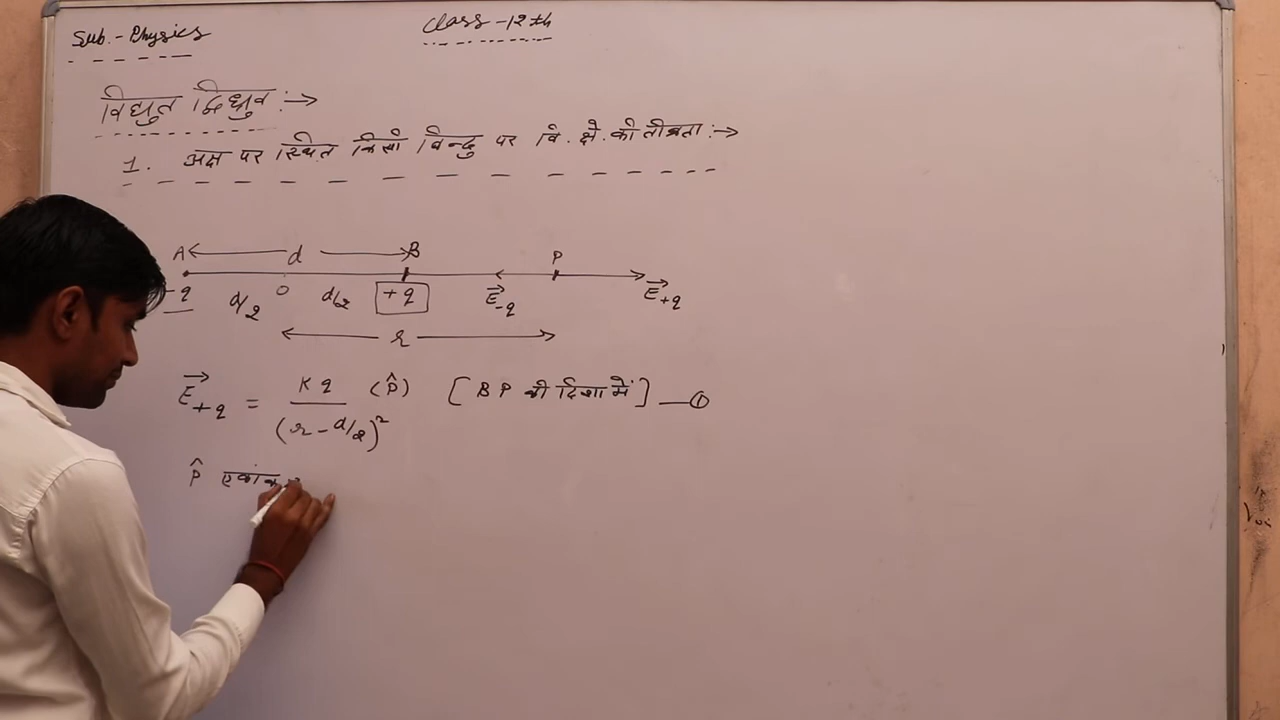 Sub.- Physics Class-12th
विद्युत द्विध्रुव :→
1. अक्ष पर स्थित किसी विन्दु पर वि. क्षे. की तीव्रता :→
A d B P
-q d/2 O d/2 +q E⃗-q E⃗+q
r
E⃗+q = Kq/(r-d/2)² (P̂) [BP की दिशा में] —①
P̂ एकांक